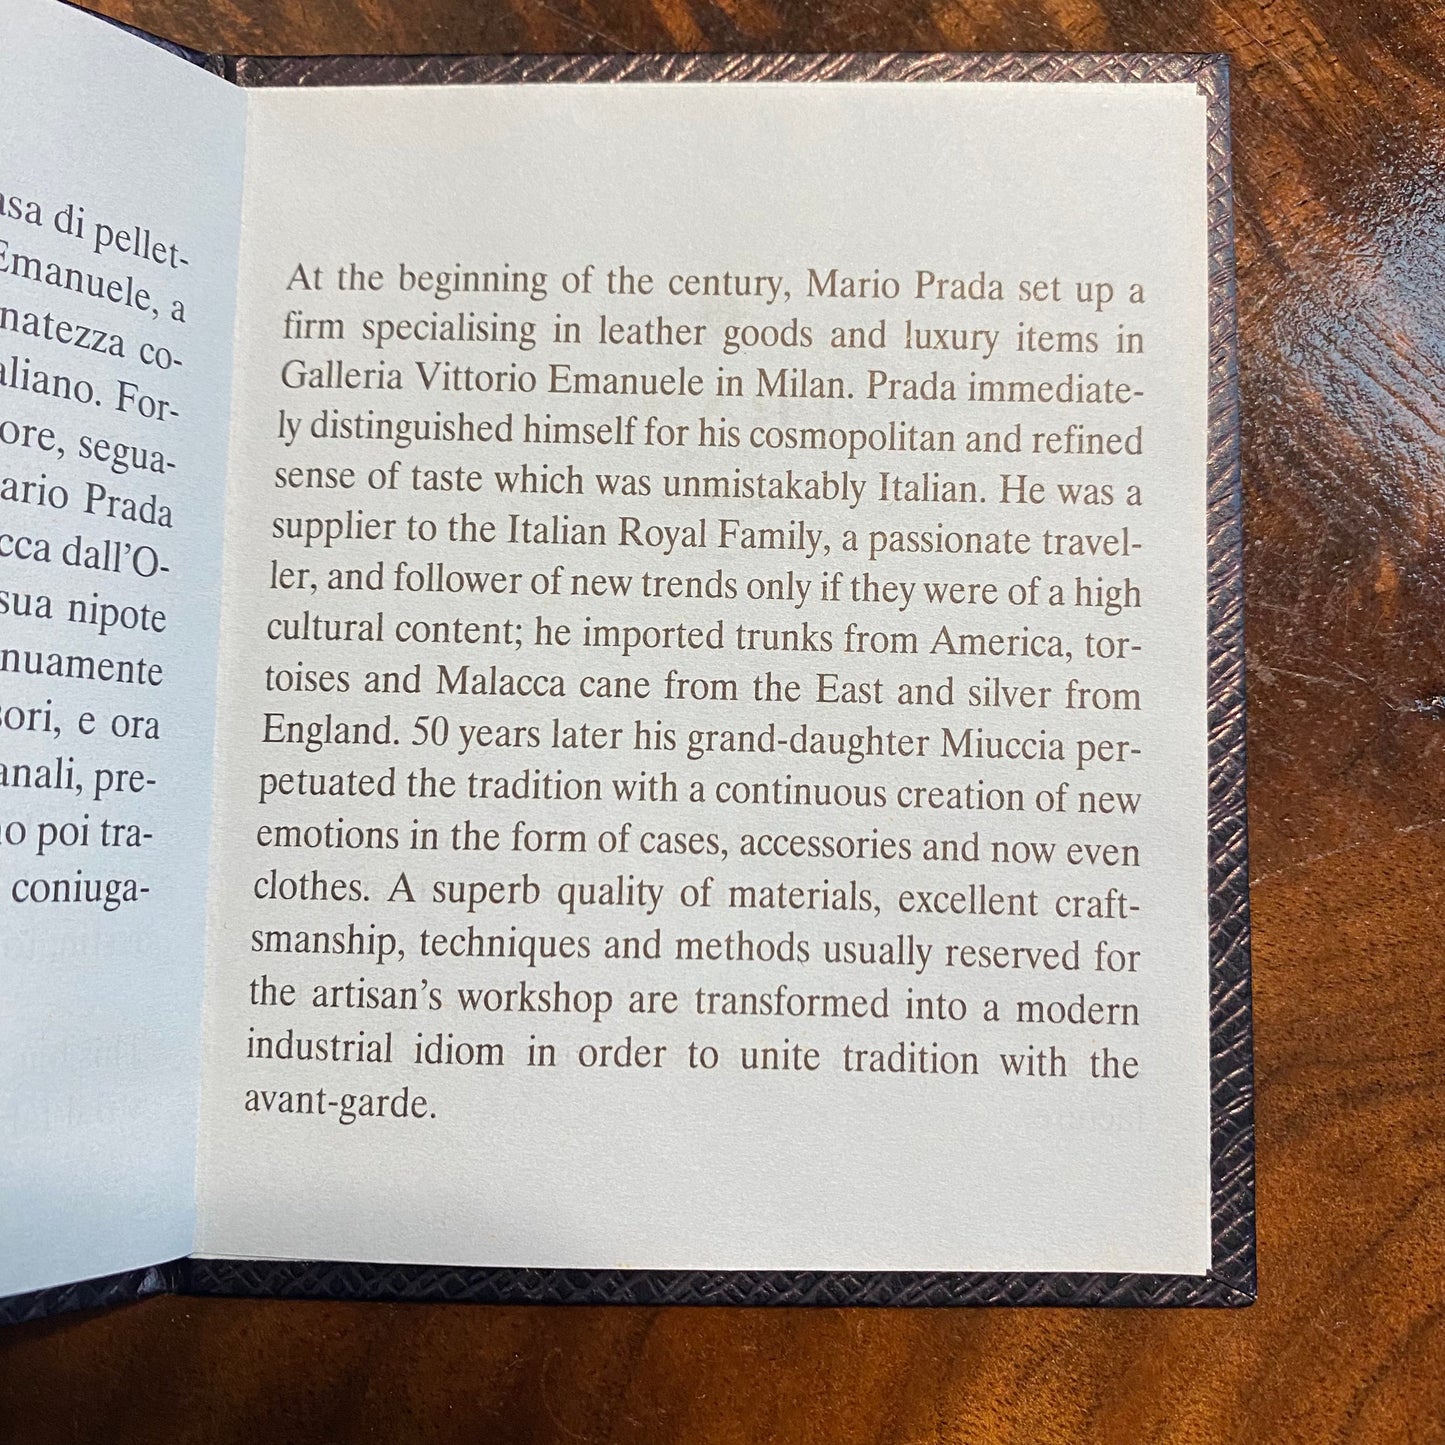 di pellet-
Emanuele, a
natezza co-
aliano. For-
ore, segua-
ario Prada
cca dall'O-
sua nipote
nuamente
sori, e ora
anali, pre-
no poi tra-
coniuga-
At the beginning of the century, Mario Prada set up a
firm specialising in leather goods and luxury items in
Galleria Vittorio Emanuele in Milan. Prada immediate-
ly distinguished himself for his cosmopolitan and refined
sense of taste which was unmistakably Italian. He was a
supplier to the Italian Royal Family, a passionate travel-
ler, and follower of new trends only if they were of a high
cultural content; he imported trunks from America, tor-
toises and Malacca cane from the East and silver from
England. 50 years later his grand-daughter Miuccia per-
petuated the tradition with a continuous creation of new
emotions in the form of cases, accessories and now even
clothes. A superb quality of materials, excellent craft-
smanship, techniques and methods usually reserved for
the artisan's workshop are transformed into a modern
industrial idiom in order to unite tradition with the
avant-garde.